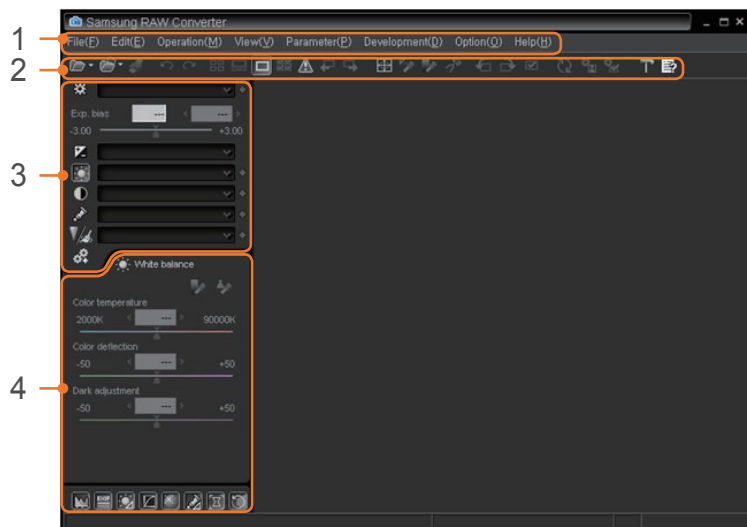 Samsung RAW Converter
1
File(F) Edit(E) Operation(M) View(V) Parameter(P) Development(D) Option(O) Help(H)
2
3
Exp. bias --- ---
-3.00 +3.00
White balance
4
Color temperature
2000K --- 90000K
Color deflection
-50 --- +50
Dark adjustment
-50 --- +50
EXIF